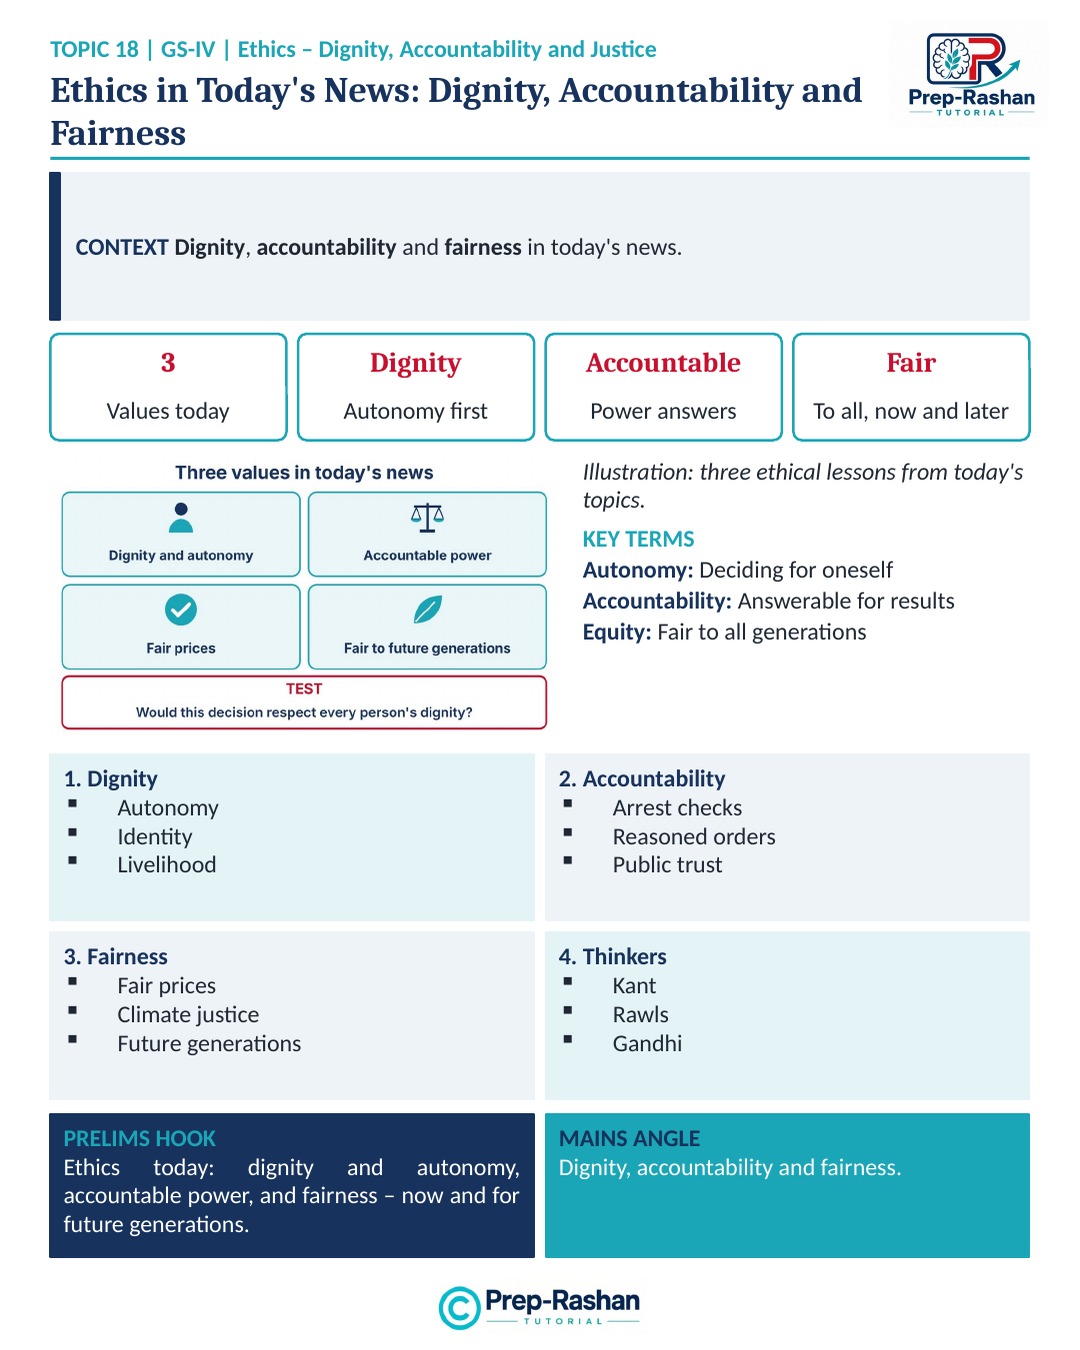 TOPIC 18 | GS-IV | Ethics – Dignity, Accountability and Justice
Ethics in Today's News: Dignity, Accountability and
Fairness
Prep-Rashan
TUTORIAL
CONTEXT Dignity, accountability and fairness in today's news.
3
Values today
Dignity
Autonomy first
Accountable
Power answers
Fair
To all, now and later
Three values in today's news
Dignity and autonomy
Accountable power
Fair prices
Fair to future generations
TEST
Would this decision respect every person's dignity?
Illustration: three ethical lessons from today's
topics.
KEY TERMS
Autonomy: Deciding for oneself
Accountability: Answerable for results
Equity: Fair to all generations
1. Dignity
▪ Autonomy
▪ Identity
▪ Livelihood
2. Accountability
▪ Arrest checks
▪ Reasoned orders
▪ Public trust
3. Fairness
▪ Fair prices
▪ Climate justice
▪ Future generations
4. Thinkers
▪ Kant
▪ Rawls
▪ Gandhi
PRELIMS HOOK
Ethics today: dignity and autonomy,
accountable power, and fairness – now and for
future generations.
MAINS ANGLE
Dignity, accountability and fairness.
© Prep-Rashan
TUTORIAL